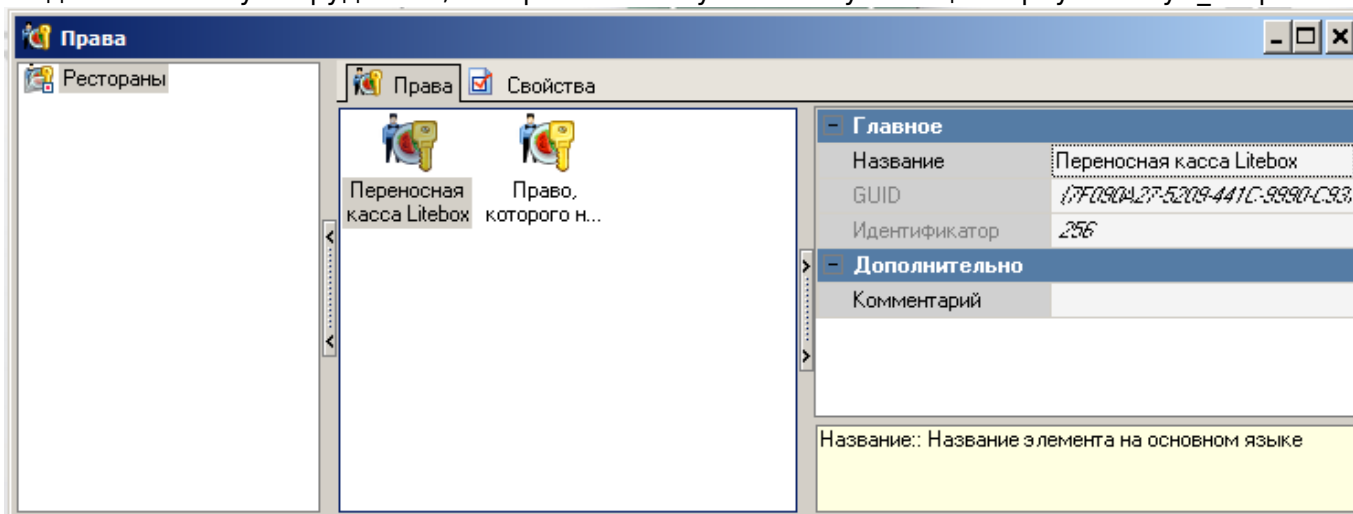 Права
Рестораны
Права
Свойства
Переносная
касса Litebox
Право,
которого н...
Главное
Название
Переносная касса Litebox
GUID
{7F090A27-5209-441C-9990-C93
Идентификатор
256
Дополнительно
Комментарий
Название:: Название элемента на основном языке